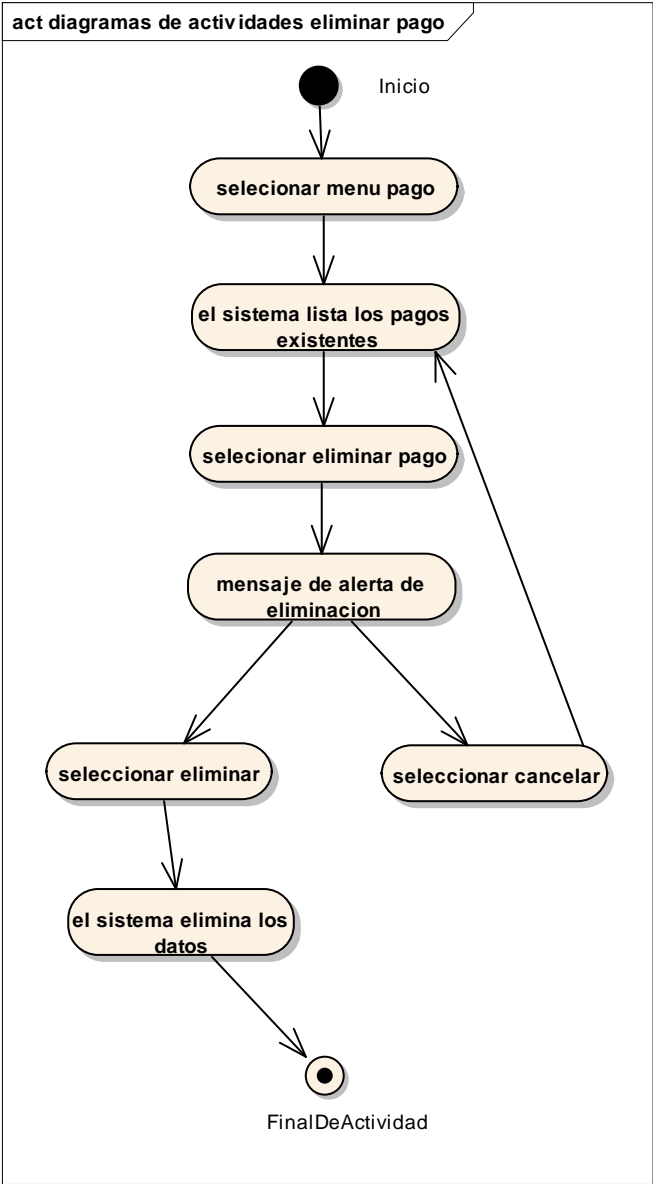 act diagramas de actividades eliminar pago
Inicio
selecionar menu pago
el sistema lista los pagos
existentes
selecionar eliminar pago
mensaje de alerta de
eliminacion
seleccionar eliminar
seleccionar cancelar
el sistema elimina los
datos
FinalDeActividad